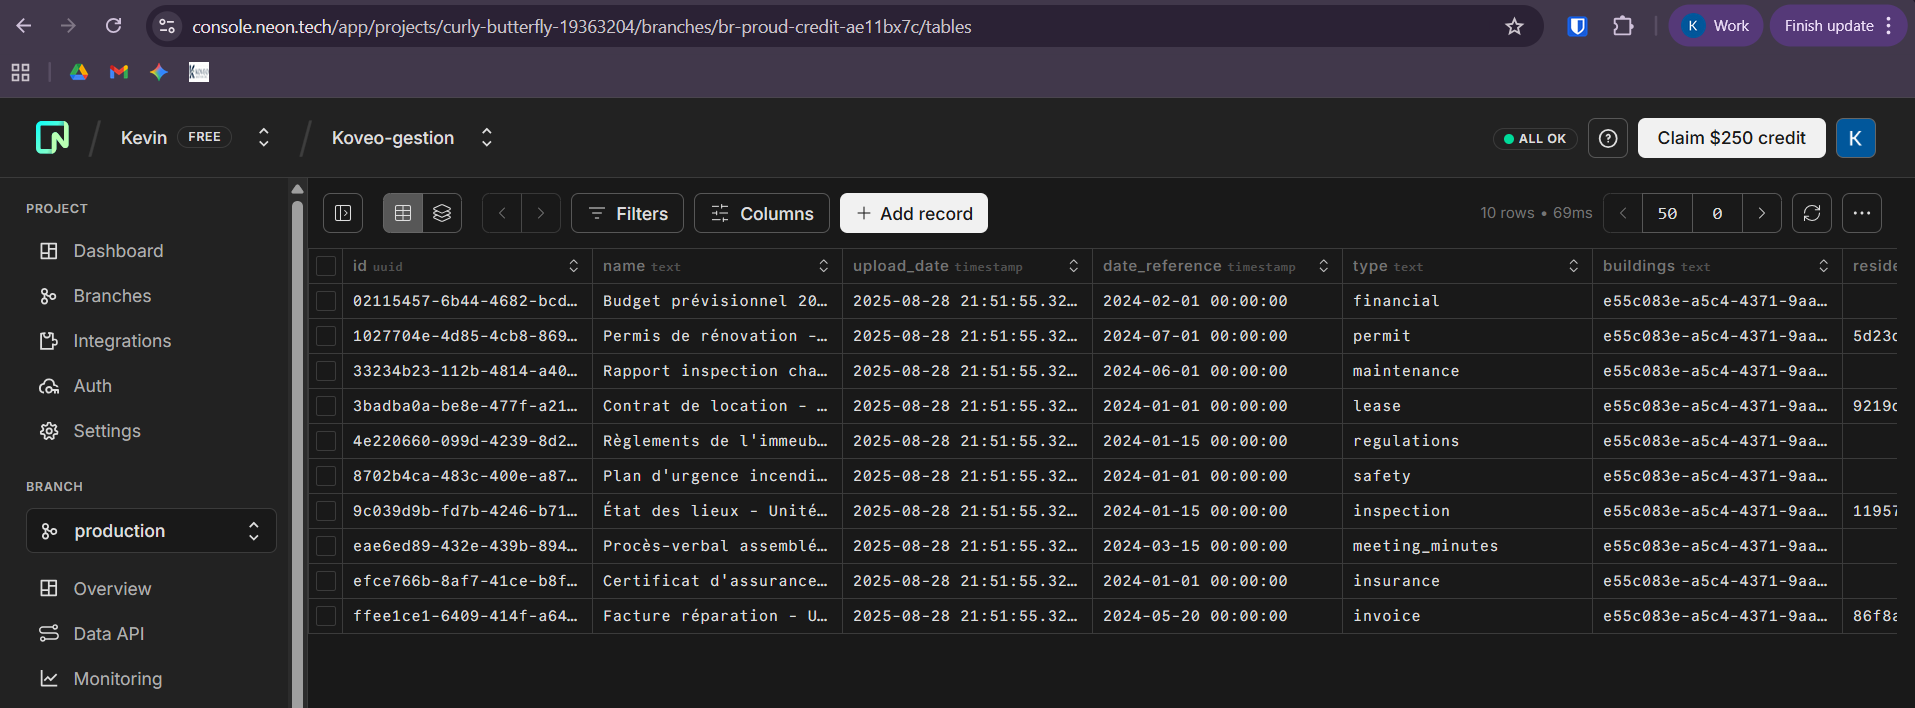 console.neon.tech/app/projects/curly-butterfly-19363204/branches/br-proud-credit-ae11bx7c/tables
K Work
Finish update
Kevin FREE
Koveo-gestion
ALL OK
Claim $250 credit
K
PROJECT
Dashboard
Branches
Integrations
Auth
Settings
BRANCH
production
Overview
Data API
Monitoring
Filters
Columns
Add record
10 rows • 69ms
50
0
id uuid name text upload_date timestamp date_reference timestamp type text buildings text reside
02115457-6b44-4682-bcd… Budget prévisionnel 20… 2025-08-28 21:51:55.32… 2024-02-01 00:00:00 financial e55c083e-a5c4-4371-9aa…
1027704e-4d85-4cb8-869… Permis de rénovation -… 2025-08-28 21:51:55.32… 2024-07-01 00:00:00 permit e55c083e-a5c4-4371-9aa… 5d23c
33234b23-112b-4814-a40… Rapport inspection cha… 2025-08-28 21:51:55.32… 2024-06-01 00:00:00 maintenance e55c083e-a5c4-4371-9aa…
3badba0a-be8e-477f-a21… Contrat de location - … 2025-08-28 21:51:55.32… 2024-01-01 00:00:00 lease e55c083e-a5c4-4371-9aa… 9219c
4e220660-099d-4239-8d2… Règlements de l'immeub… 2025-08-28 21:51:55.32… 2024-01-15 00:00:00 regulations e55c083e-a5c4-4371-9aa…
8702b4ca-483c-400e-a87… Plan d'urgence incendi… 2025-08-28 21:51:55.32… 2024-01-01 00:00:00 safety e55c083e-a5c4-4371-9aa…
9c039d9b-fd7b-4246-b71… État des lieux - Unité… 2025-08-28 21:51:55.32… 2024-01-15 00:00:00 inspection e55c083e-a5c4-4371-9aa… 11957
eae6ed89-432e-439b-894… Procès-verbal assemblé… 2025-08-28 21:51:55.32… 2024-03-15 00:00:00 meeting_minutes e55c083e-a5c4-4371-9aa…
efce766b-8af7-41ce-b8f… Certificat d'assurance… 2025-08-28 21:51:55.32… 2024-01-01 00:00:00 insurance e55c083e-a5c4-4371-9aa…
ffee1ce1-6409-414f-a64… Facture réparation - U… 2025-08-28 21:51:55.32… 2024-05-20 00:00:00 invoice e55c083e-a5c4-4371-9aa… 86f8a